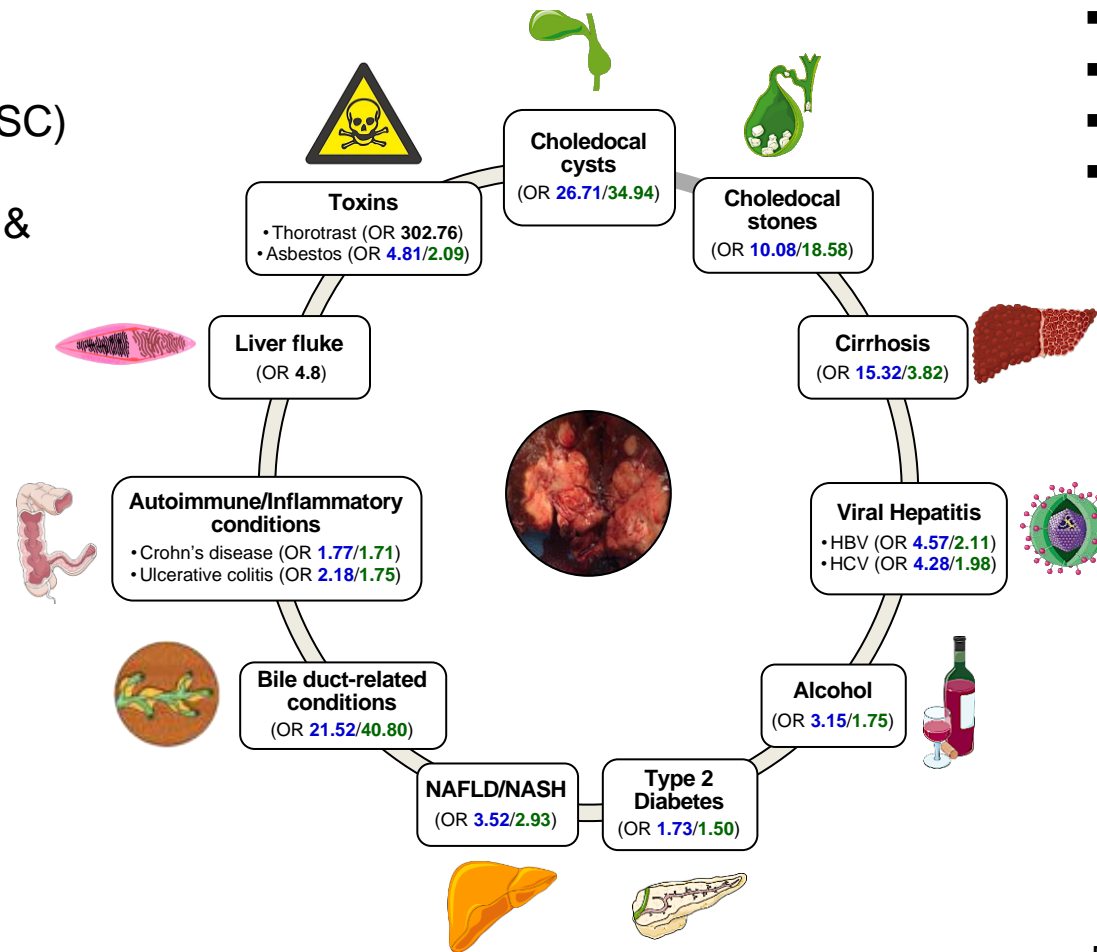 SC)
&
Choledocal
cysts
(OR 26.71/34.94)
Choledocal
stones
(OR 10.08/18.58)
Cirrhosis
(OR 15.32/3.82)
Viral Hepatitis
• HBV (OR 4.57/2.11)
• HCV (OR 4.28/1.98)
Alcohol
(OR 3.15/1.75)
Type 2
Diabetes
(OR 1.73/1.50)
NAFLD/NASH
(OR 3.52/2.93)
Bile duct-related
conditions
(OR 21.52/40.80)
Autoimmune/Inflammatory
conditions
• Crohn's disease (OR 1.77/1.71)
• Ulcerative colitis (OR 2.18/1.75)
Liver fluke
(OR 4.8)
Toxins
• Thorotrast (OR 302.76)
• Asbestos (OR 4.81/2.09)